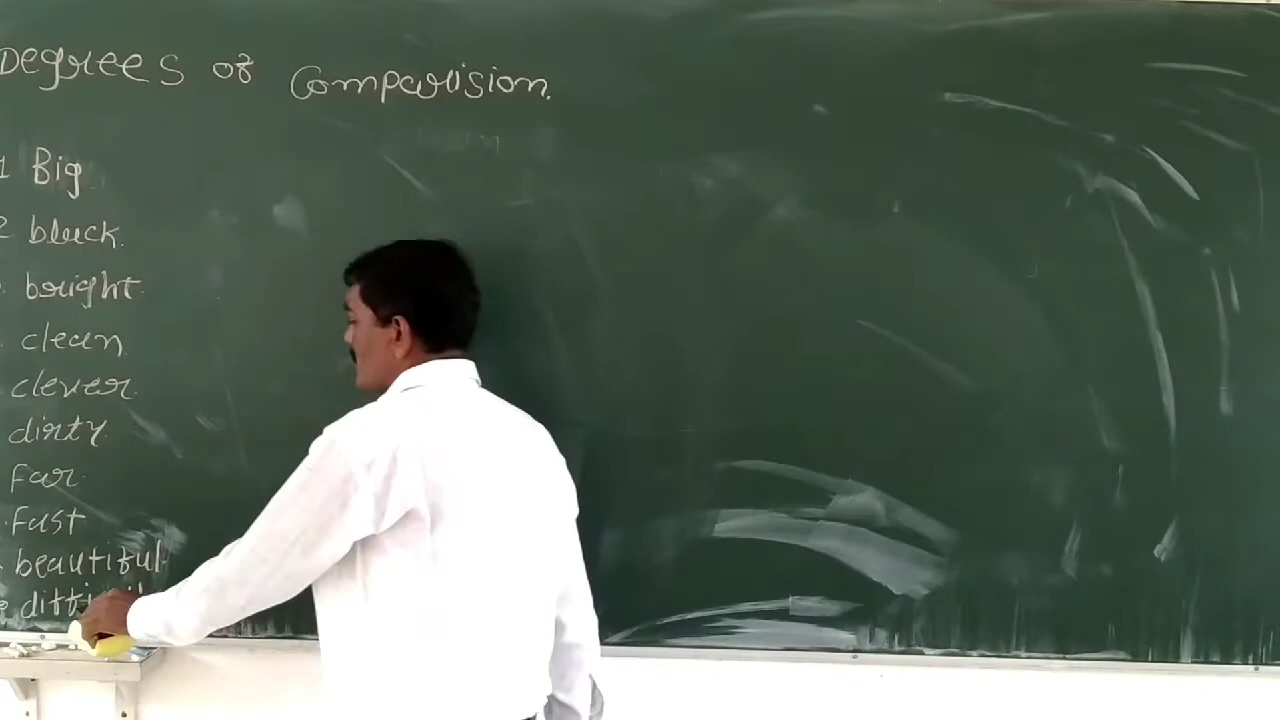 Degrees of Comparision.
1 Big
2 black.
bright.
clean
clever.
dirty.
Far.
Fast
beautiful.